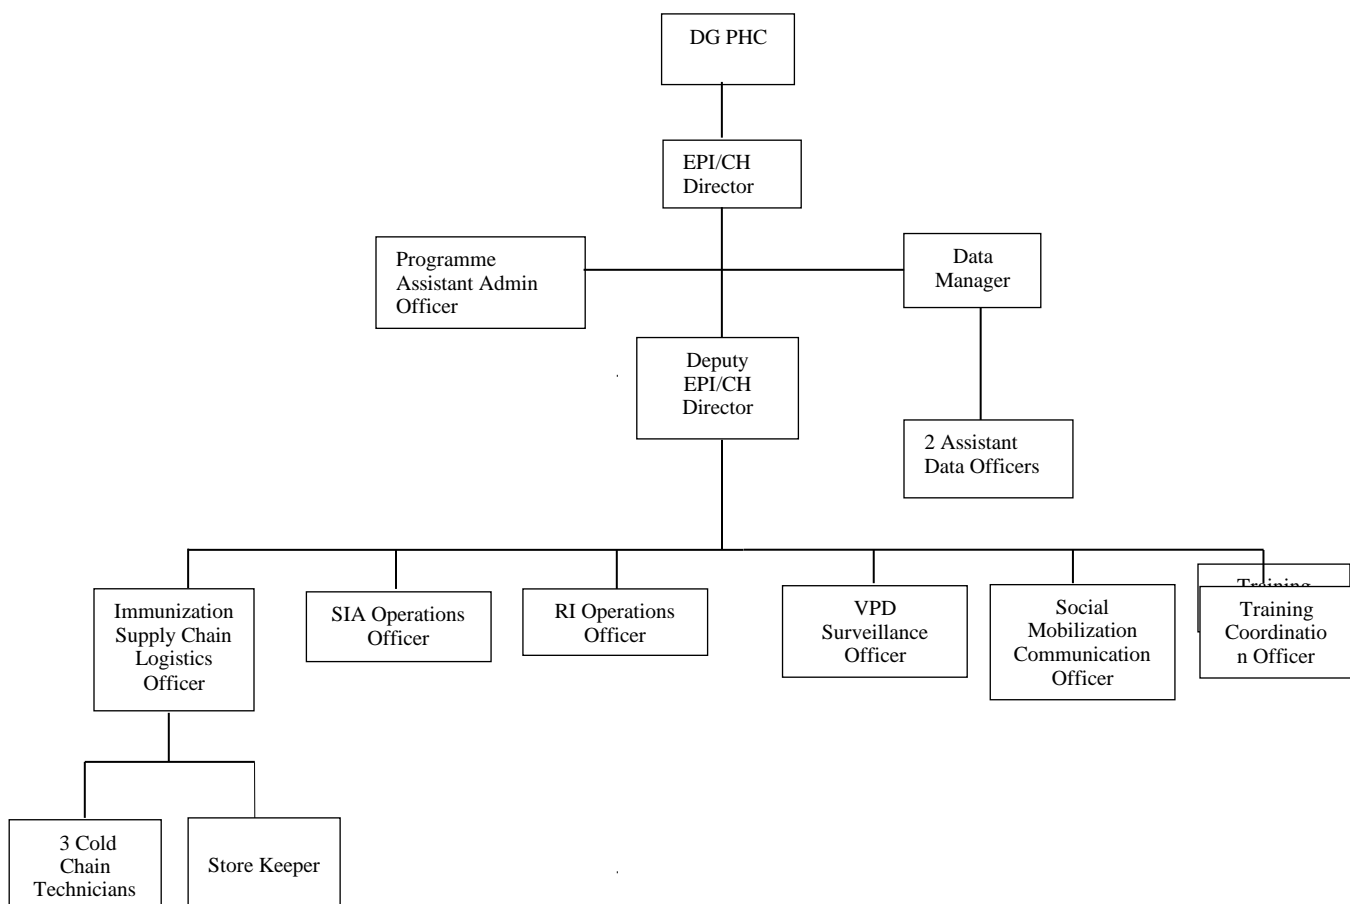 DG PHC
EPI/CH
Director
Programme
Assistant Admin
Officer
Data
Manager
Deputy
EPI/CH
Director
2 Assistant
Data Officers
Immunization
Supply Chain
Logistics
Officer
SIA Operations
Officer
RI Operations
Officer
VPD
Surveillance
Officer
Social
Mobilization
Communication
Officer
Training
Training
Coordinatio
n Officer
3 Cold
Chain
Technicians
Store Keeper